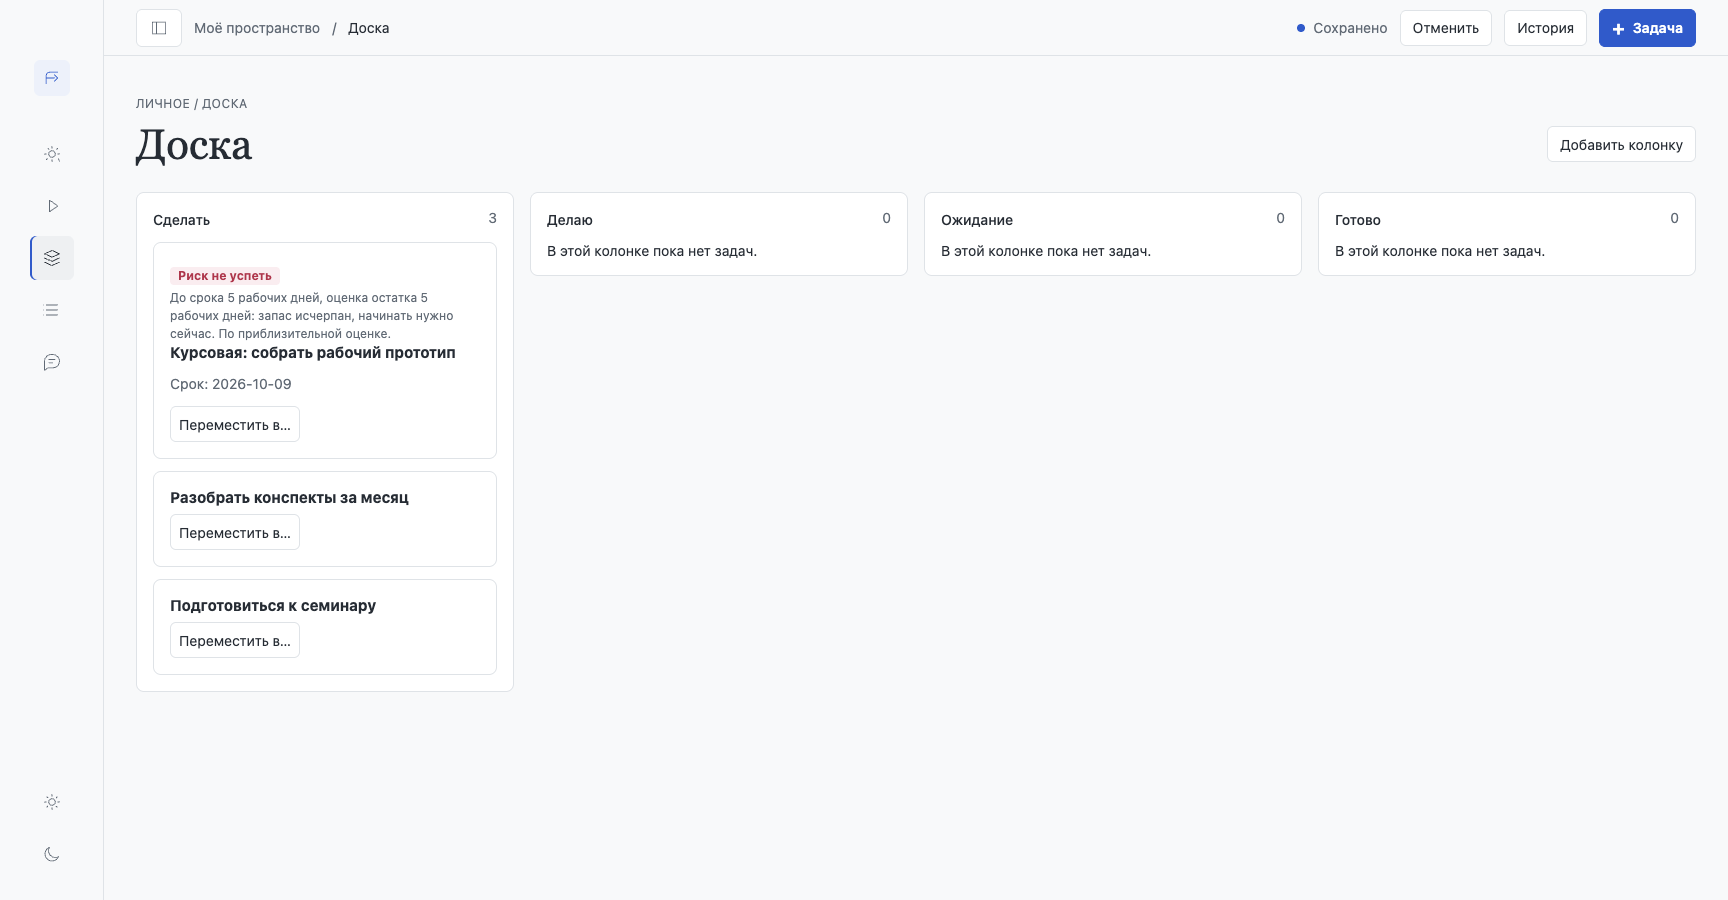 Моё пространство / Доска
Сохранено
Отменить
История
+ Задача
ЛИЧНОЕ / ДОСКА
Доска
Добавить колонку
Сделать 3
Риск не успеть
До срока 5 рабочих дней, оценка остатка 5
рабочих дней: запас исчерпан, начинать нужно
сейчас. По приблизительной оценке.
Курсовая: собрать рабочий прототип
Срок: 2026-10-09
Переместить в...
Разобрать конспекты за месяц
Переместить в...
Подготовиться к семинару
Переместить в...
Делаю 0
В этой колонке пока нет задач.
Ожидание 0
В этой колонке пока нет задач.
Готово 0
В этой колонке пока нет задач.